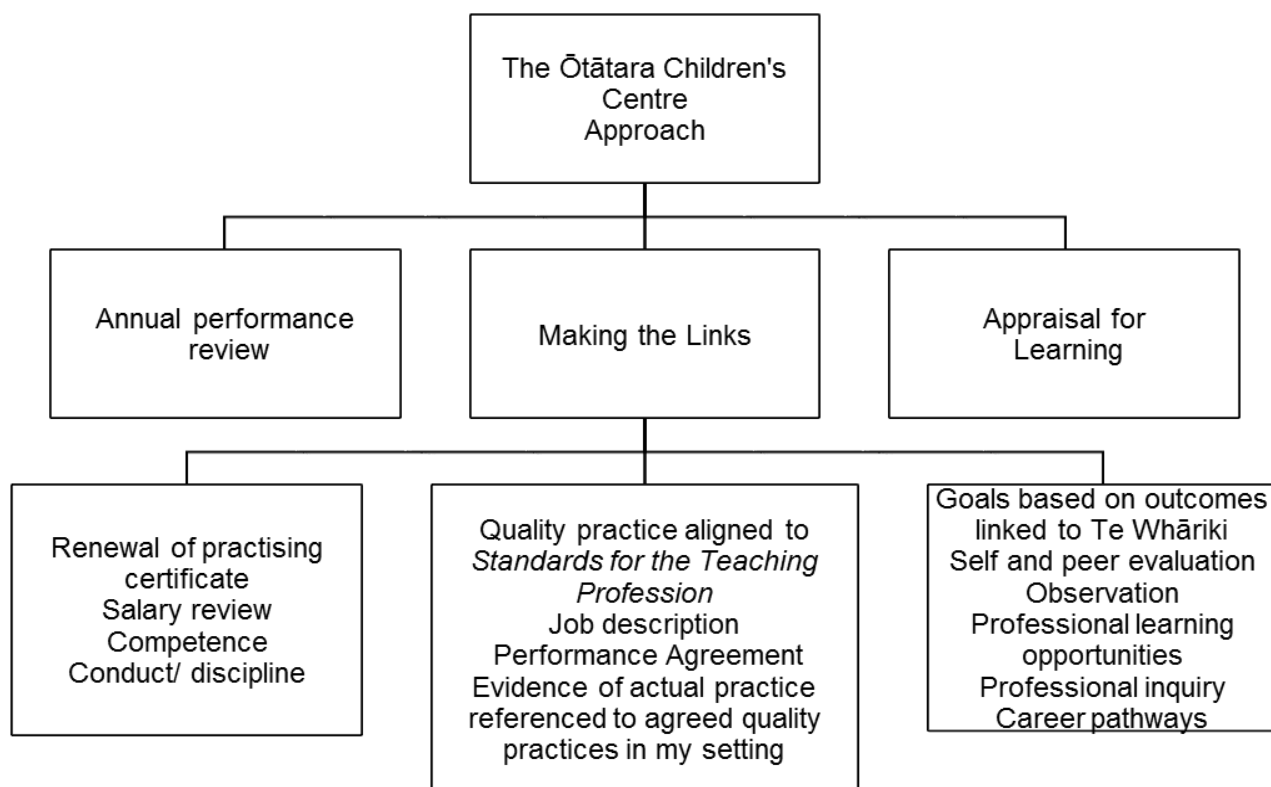 The Ōtātara Children's
Centre
Approach
Annual performance
review
Making the Links
Appraisal for
Learning
Renewal of practising
certificate
Salary review
Competence
Conduct/ discipline
Quality practice aligned to
Standards for the Teaching
Profession
Job description
Performance Agreement
Evidence of actual practice
referenced to agreed quality
practices in my setting
Goals based on outcomes
linked to Te Whāriki
Self and peer evaluation
Observation
Professional learning
opportunities
Professional inquiry
Career pathways